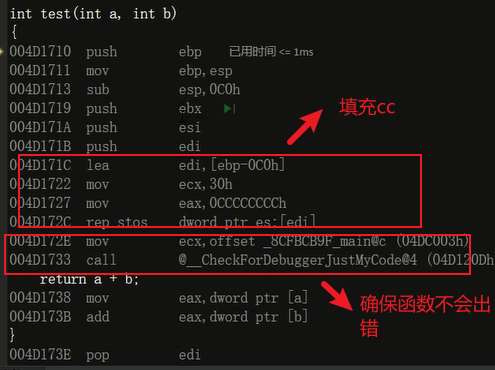 int test(int a, int b)
{
004D1710 push ebp 已用时间 <= 1ms
004D1711 mov ebp,esp
004D1713 sub esp,0C0h
004D1719 push ebx
004D171A push esi
004D171B push edi
填充cc
004D171C lea edi,[ebp-0C0h]
004D1722 mov ecx,30h
004D1727 mov eax,0CCCCCCCCh
004D172C rep stos dword ptr es:[edi]
004D172E mov ecx,offset _8CFBCB9F_main@c (04DC003h)
004D1733 call @__CheckForDebuggerJustMyCode@4 (04D120Dh
return a + b;
004D1738 mov eax,dword ptr [a]
004D173B add eax,dword ptr [b]
确保函数不会出
错
}
004D173E pop edi